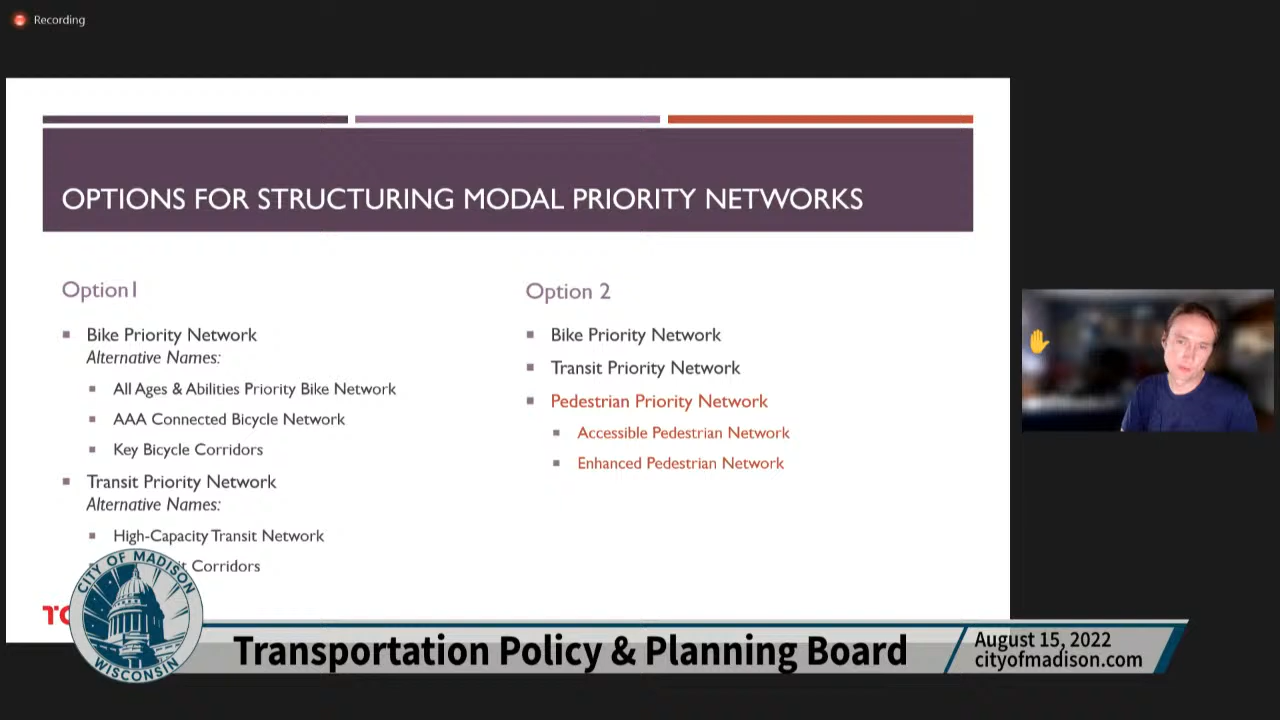 Recording
OPTIONS FOR STRUCTURING MODAL PRIORITY NETWORKS
Option1
Bike Priority Network
Alternative Names:
All Ages & Abilities Priority Bike Network
AAA Connected Bicycle Network
Key Bicycle Corridors
Transit Priority Network
Alternative Names:
High-Capacity Transit Network
Corridors
Option 2
Bike Priority Network
Transit Priority Network
Pedestrian Priority Network
Accessible Pedestrian Network
Enhanced Pedestrian Network
CITY OF MADISON
WISCONSIN
Transportation Policy & Planning Board
August 15, 2022
cityofmadison.com